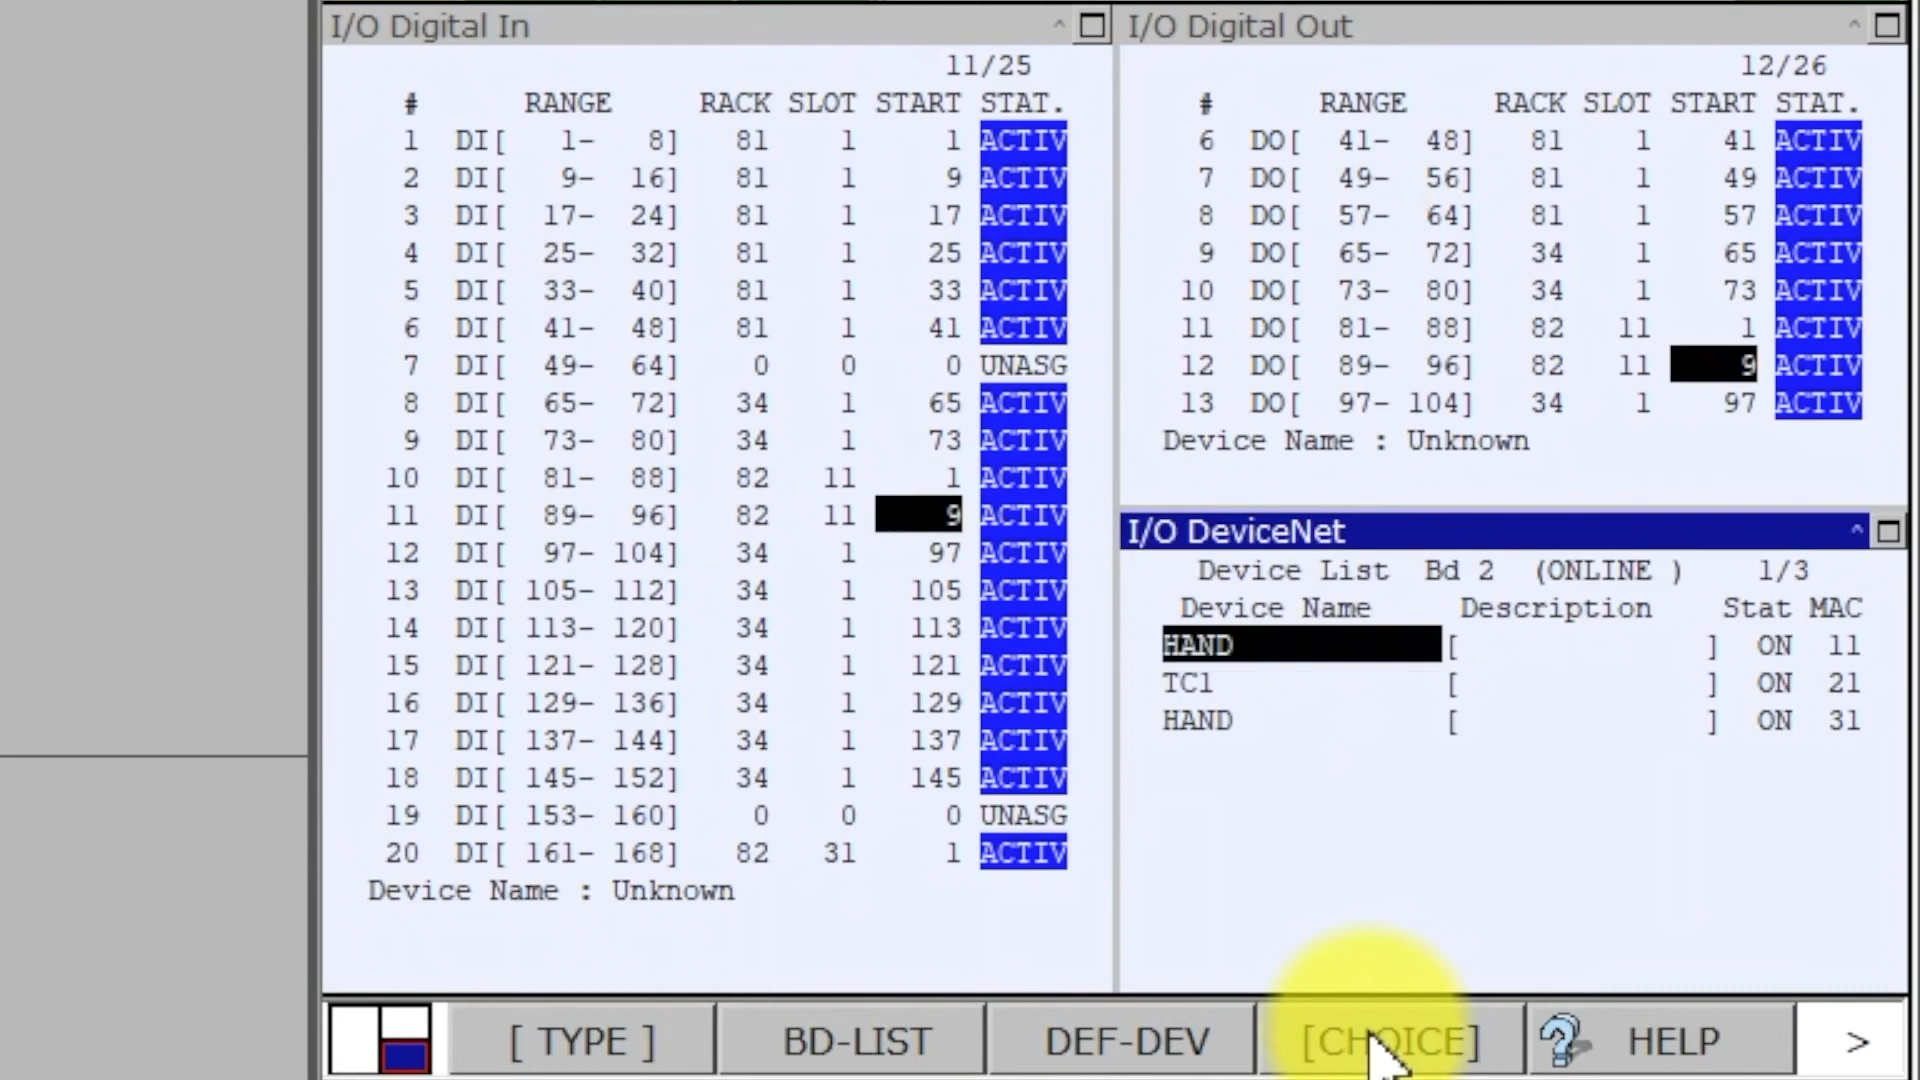 I/O Digital In
11/25
# RANGE RACK SLOT START STAT.
1 DI[ 1- 8] 81 1 1 ACTIV
2 DI[ 9- 16] 81 1 9 ACTIV
3 DI[ 17- 24] 81 1 17 ACTIV
4 DI[ 25- 32] 81 1 25 ACTIV
5 DI[ 33- 40] 81 1 33 ACTIV
6 DI[ 41- 48] 81 1 41 ACTIV
7 DI[ 49- 64] 0 0 0 UNASG
8 DI[ 65- 72] 34 1 65 ACTIV
9 DI[ 73- 80] 34 1 73 ACTIV
10 DI[ 81- 88] 82 11 1 ACTIV
11 DI[ 89- 96] 82 11 9 ACTIV
12 DI[ 97- 104] 34 1 97 ACTIV
13 DI[ 105- 112] 34 1 105 ACTIV
14 DI[ 113- 120] 34 1 113 ACTIV
15 DI[ 121- 128] 34 1 121 ACTIV
16 DI[ 129- 136] 34 1 129 ACTIV
17 DI[ 137- 144] 34 1 137 ACTIV
18 DI[ 145- 152] 34 1 145 ACTIV
19 DI[ 153- 160] 0 0 0 UNASG
20 DI[ 161- 168] 82 31 1 ACTIV
Device Name : Unknown
I/O Digital Out
12/26
# RANGE RACK SLOT START STAT.
6 DO[ 41- 48] 81 1 41 ACTIV
7 DO[ 49- 56] 81 1 49 ACTIV
8 DO[ 57- 64] 81 1 57 ACTIV
9 DO[ 65- 72] 34 1 65 ACTIV
10 DO[ 73- 80] 34 1 73 ACTIV
11 DO[ 81- 88] 82 11 1 ACTIV
12 DO[ 89- 96] 82 11 9 ACTIV
13 DO[ 97- 104] 34 1 97 ACTIV
Device Name : Unknown
I/O DeviceNet
Device List Bd 2 (ONLINE ) 1/3
Device Name Description Stat MAC
HAND [ ] ON 11
TC1 [ ] ON 21
HAND [ ] ON 31
[ TYPE ] BD-LIST DEF-DEV [CHOICE] HELP >